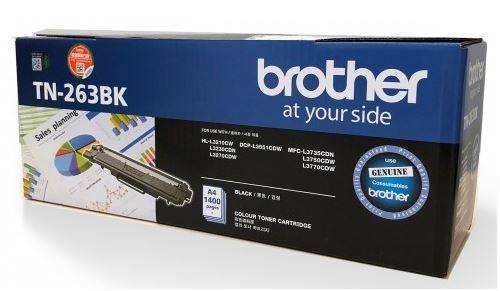 TN-263BK
brother
at your side
Sales planning
FOR USE WITH
HL-L3210CW DCP-L3551CDW MFC-L3735CDN
L3230CDN L3750CDW
L3270CDW L3770CDW
A4
1400
pages
BLACK
COLOUR TONER CARTRIDGE
use
GENUINE
Consumables
brother